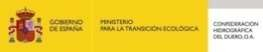 GOBIERNO
DE ESPAÑA
MINISTERIO
PARA LA TRANSICIÓN ECOLÓGICA
CONFEDERACIÓN
HIDROGRÁFICA
DEL DUERO, O.A.